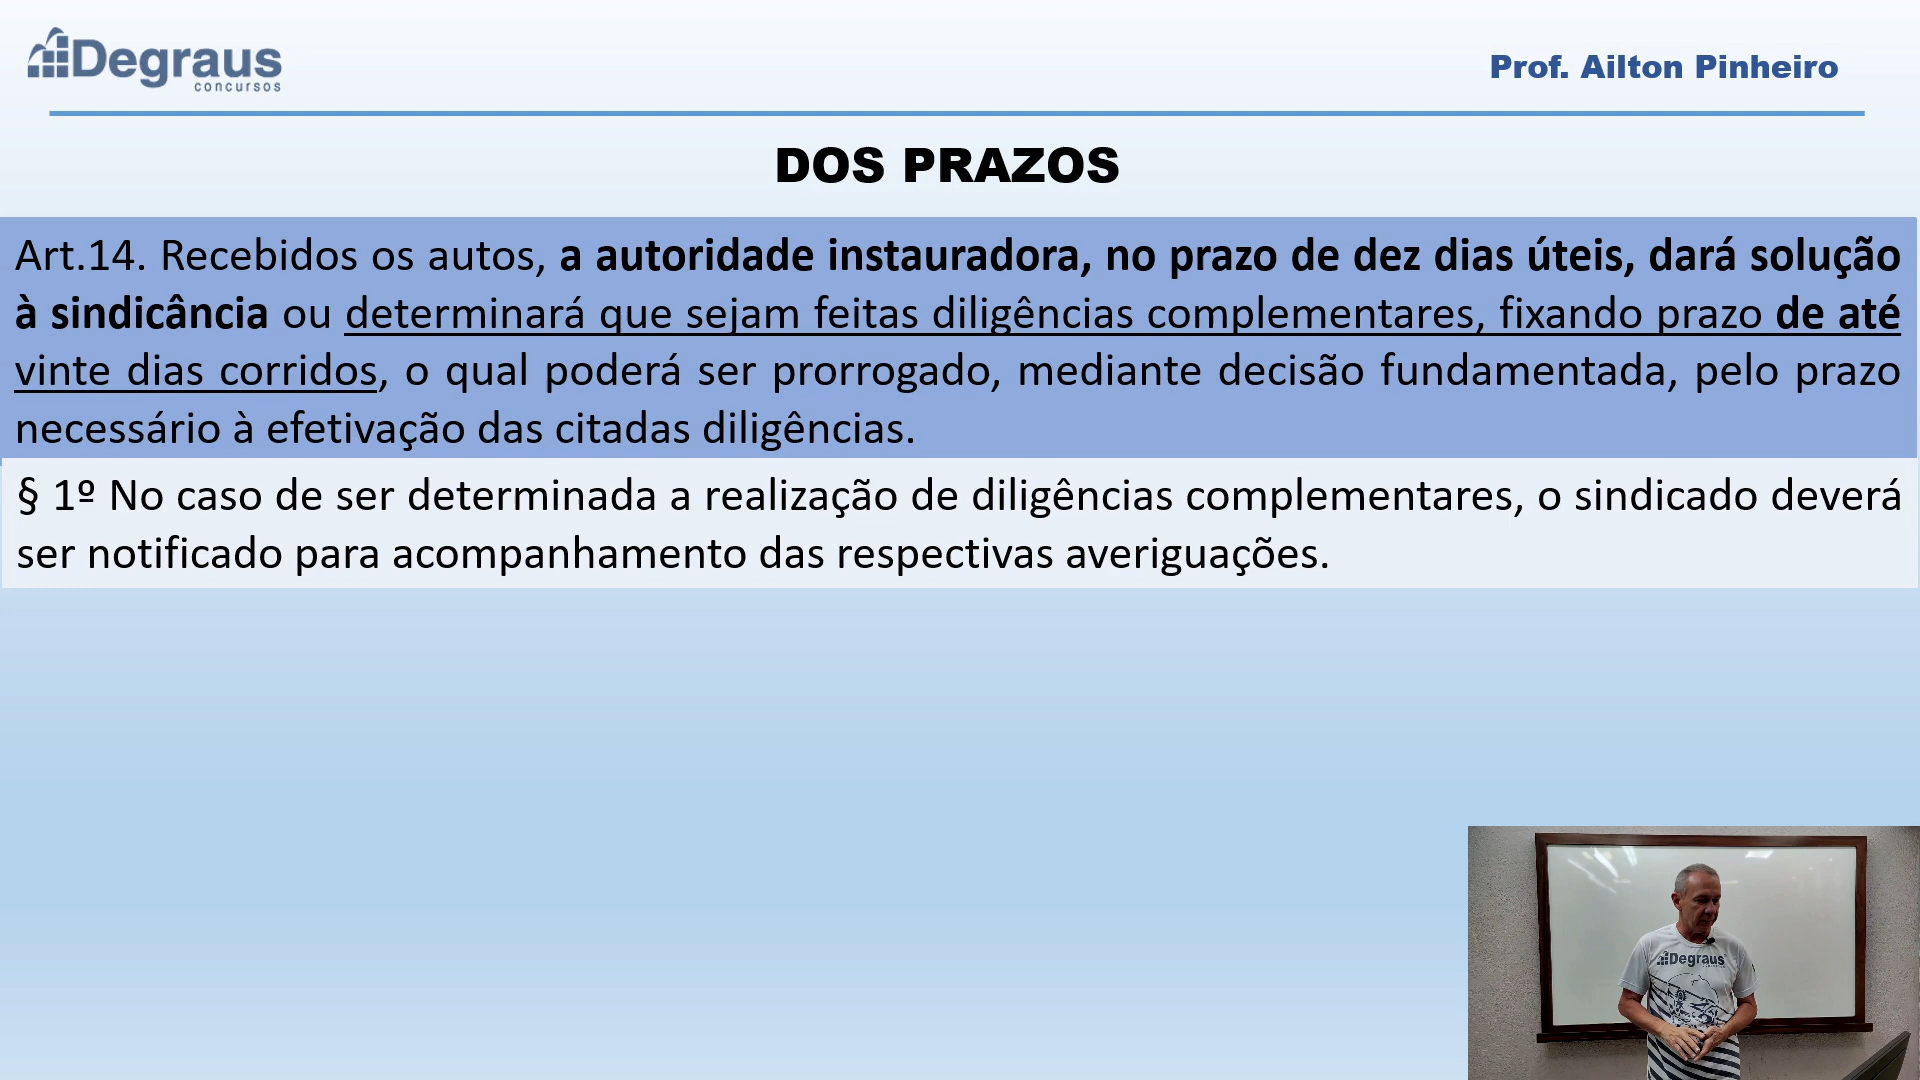 Degraus
concursos
Prof. Ailton Pinheiro
DOS PRAZOS
Art.14. Recebidos os autos, a autoridade instauradora, no prazo de dez dias úteis, dará solução
à sindicância ou determinará que sejam feitas diligências complementares, fixando prazo de até
vinte dias corridos, o qual poderá ser prorrogado, mediante decisão fundamentada, pelo prazo
necessário à efetivação das citadas diligências.
§ 1º No caso de ser determinada a realização de diligências complementares, o sindicado deverá
ser notificado para acompanhamento das respectivas averiguações.
Degraus